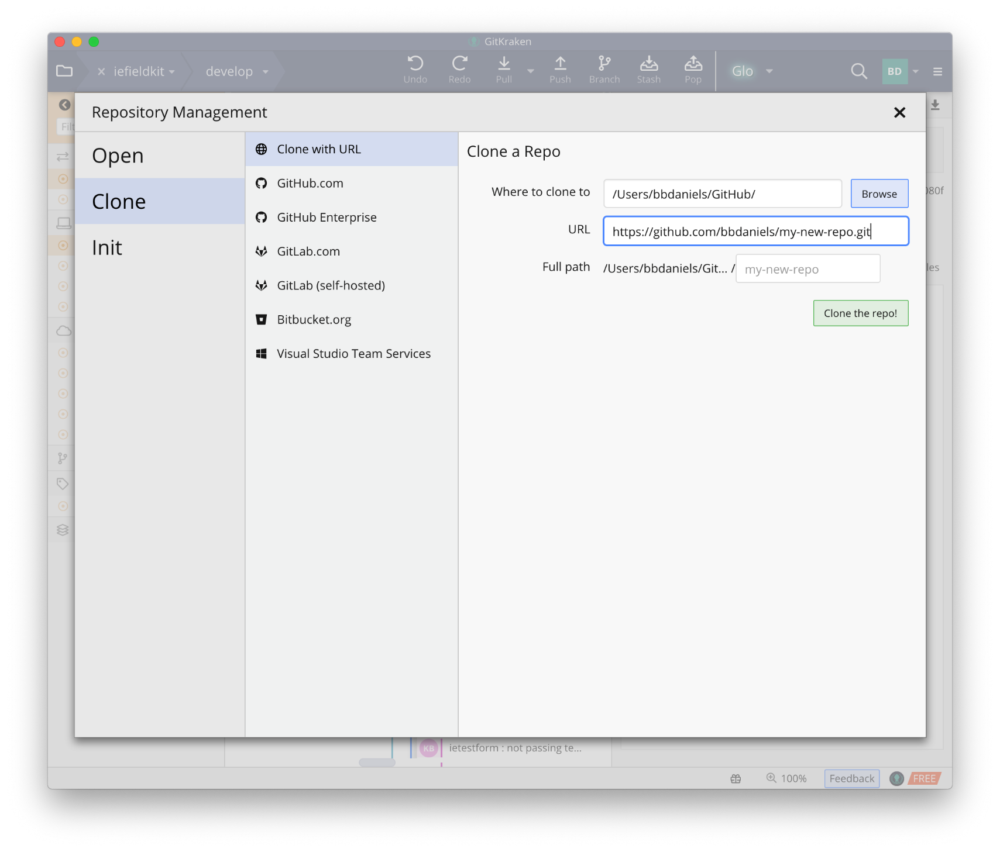 GitKraken
iefieldkit
develop
Undo
Redo
Pull
Push
Branch
Stash
Pop
Glo
BD
Repository Management
Filt
Open
Clone
Init
Clone with URL
GitHub.com
GitHub Enterprise
GitLab.com
GitLab (self-hosted)
Bitbucket.org
Visual Studio Team Services
Clone a Repo
Where to clone to /Users/bbdaniels/GitHub/ Browse
URL https://github.com/bbdaniels/my-new-repo.git
Full path /Users/bbdaniels/Git... / my-new-repo
Clone the repo!
080f
les
KB ietestform : not passing te...
100% Feedback FREE